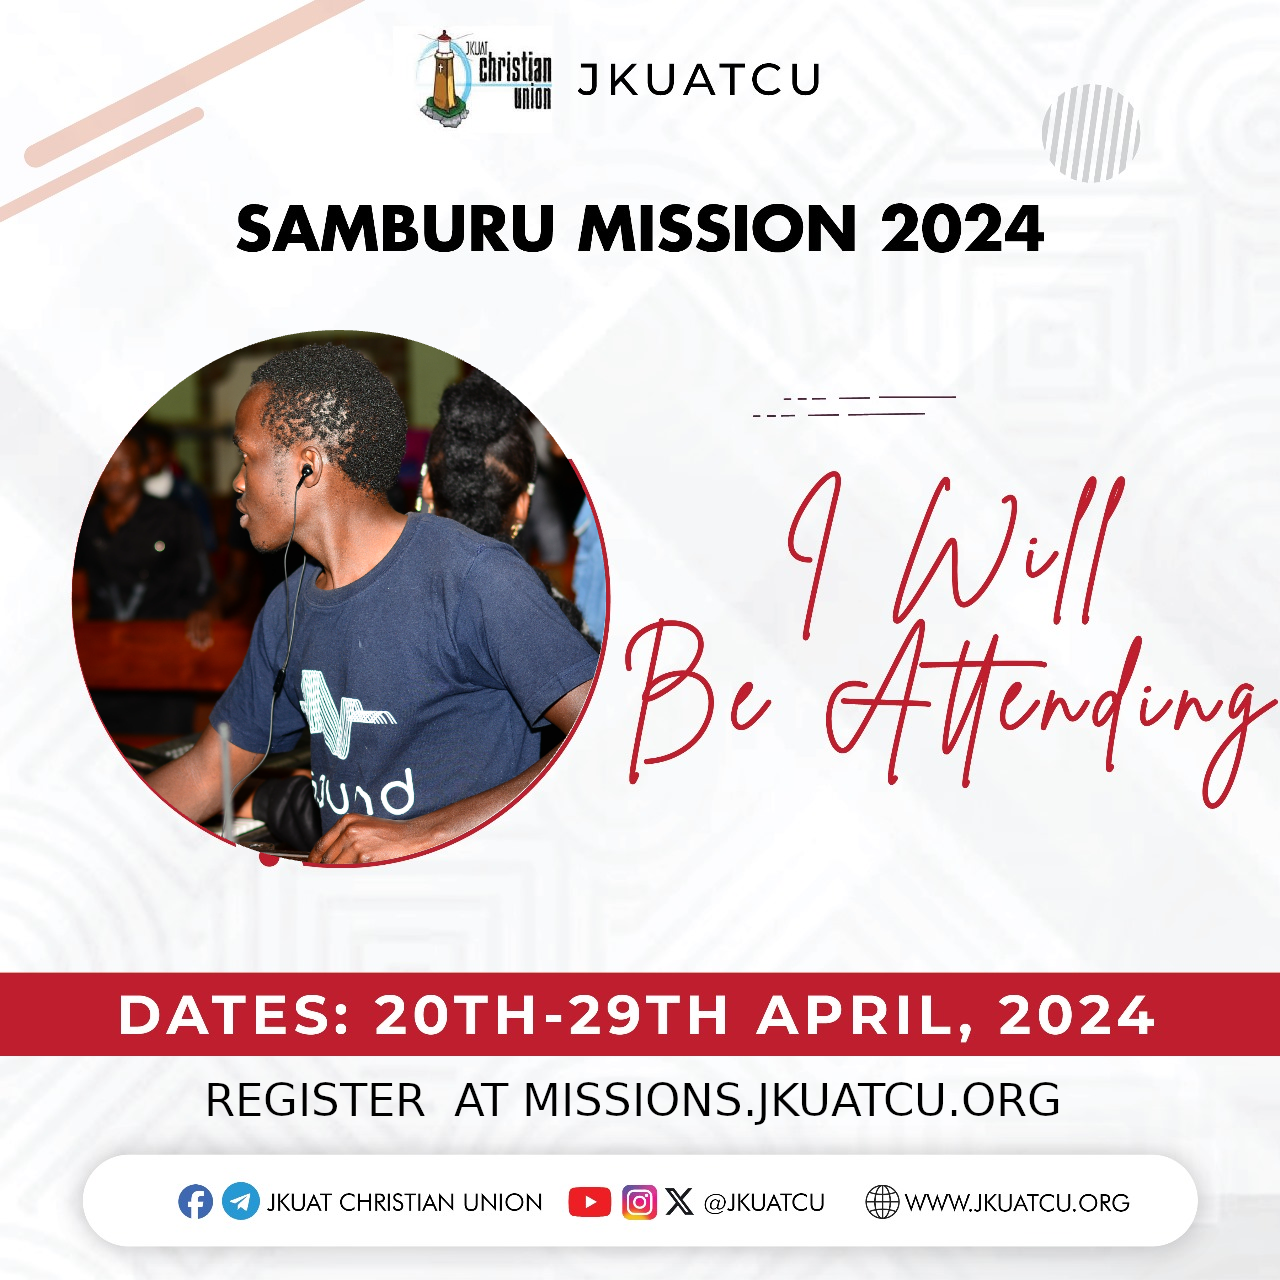 JKUAT
christian
union
JKUATCU
SAMBURU MISSION 2024
I Will
Be Attending
DATES: 20TH-29TH APRIL, 2024
REGISTER AT MISSIONS.JKUATCU.ORG
JKUAT CHRISTIAN UNION @JKUATCU WWW.JKUATCU.ORG